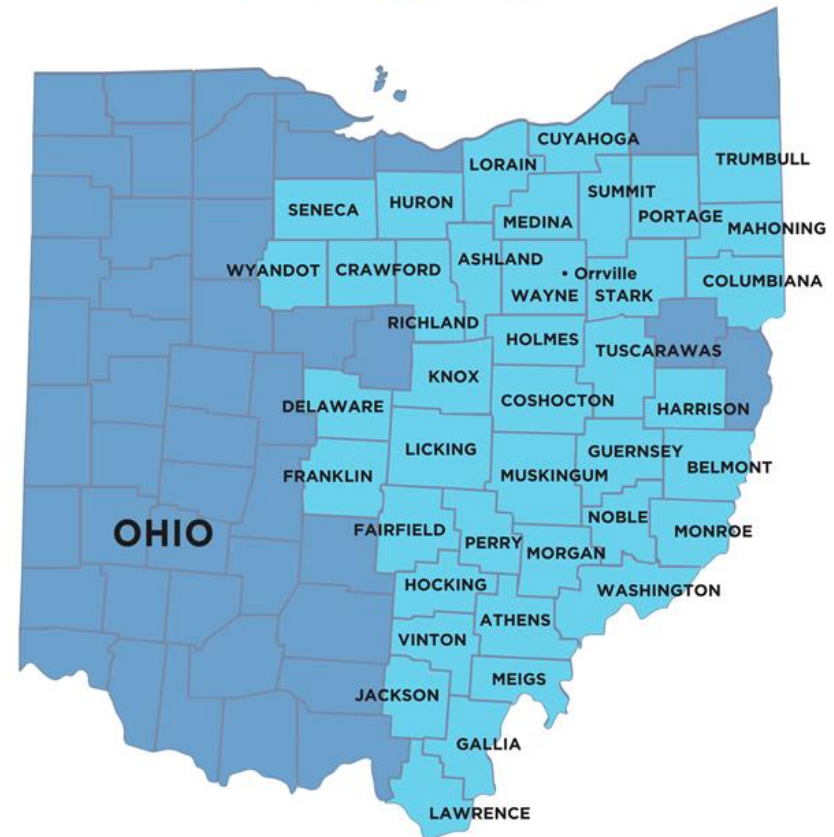 CUYAHOGA
LORAIN
TRUMBULL
SUMMIT
HURON
SENECA
PORTAGE
MEDINA
MAHONING
ASHLAND
WYANDOT
CRAWFORD
• Orrville
COLUMBIANA
WAYNE
STARK
RICHLAND
HOLMES
TUSCARAWAS
KNOX
COSHOCTON
DELAWARE
HARRISON
LICKING
GUERNSEY
BELMONT
FRANKLIN
MUSKINGUM
NOBLE
FAIRFIELD
MONROE
OHIO
PERRY
MORGAN
HOCKING
WASHINGTON
ATHENS
VINTON
MEIGS
JACKSON
GALLIA
LAWRENCE